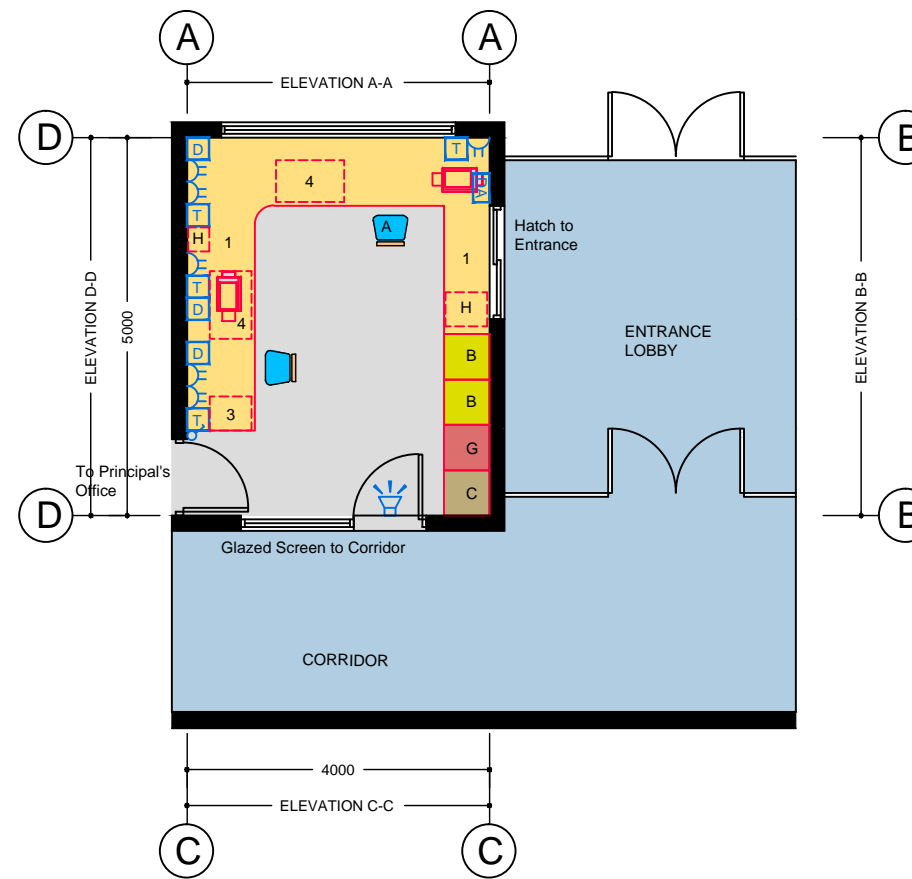 A
A
ELEVATION A-A
D
B
D
T
4
DA
T
A
H
1
1
Hatch to
Entrance
ELEVATION D-D
5000
ELEVATION B-B
T
D
H
4
ENTRANCE
LOBBY
D
B
3
T
B
G
To Principal's
Office
C
D
B
Glazed Screen to Corridor
CORRIDOR
4000
ELEVATION C-C
C
C